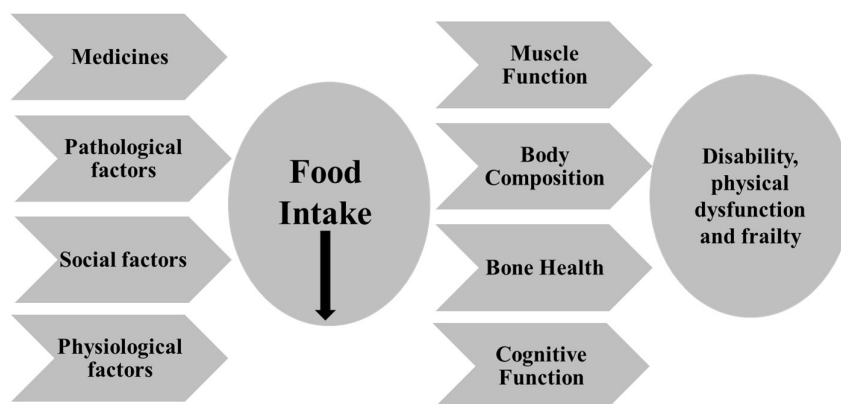 Medicines
Pathological
factors
Social factors
Physiological
factors
Food
Intake
Muscle
Function
Body
Composition
Bone Health
Cognitive
Function
Disability,
physical
dysfunction
and frailty